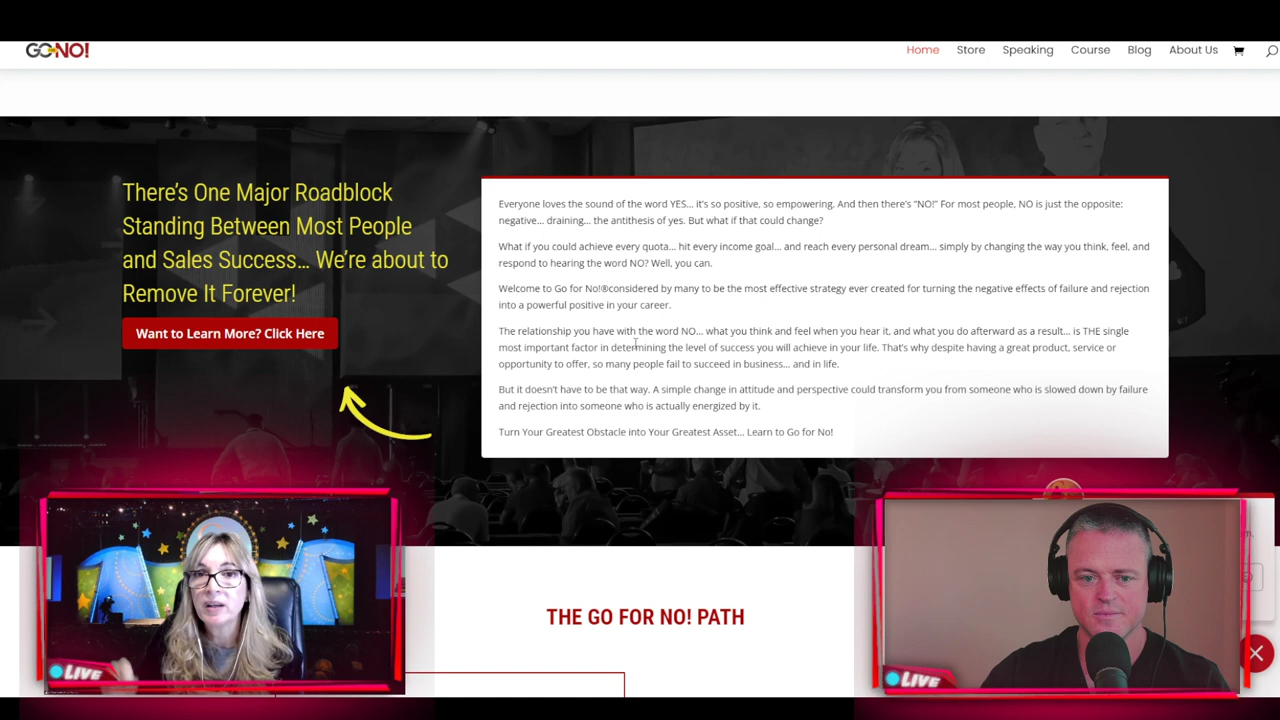 GO FOR NO!
Home
Store
Speaking
Course
Blog
About Us
There’s One Major Roadblock
Standing Between Most People
and Sales Success… We’re about to
Remove It Forever!
Want to Learn More? Click Here
Everyone loves the sound of the word YES… it’s so positive, so empowering. And then there’s “NO!” For most people, NO is just the opposite:
negative… draining… the antithesis of yes. But what if that could change?
What if you could achieve every quota… hit every income goal… and reach every personal dream… simply by changing the way you think, feel, and
respond to hearing the word NO? Well, you can.
Welcome to Go for No!®considered by many to be the most effective strategy ever created for turning the negative effects of failure and rejection
into a powerful positive in your career.
The relationship you have with the word NO… what you think and feel when you hear it, and what you do afterward as a result… is THE single
most important factor in determining the level of success you will achieve in your life. That’s why despite having a great product, service or
opportunity to offer, so many people fail to succeed in business… and in life.
But it doesn’t have to be that way. A simple change in attitude and perspective could transform you from someone who is slowed down by failure
and rejection into someone who is actually energized by it.
Turn Your Greatest Obstacle into Your Greatest Asset… Learn to Go for No!
THE GO FOR NO! PATH
LIVE
LIVE